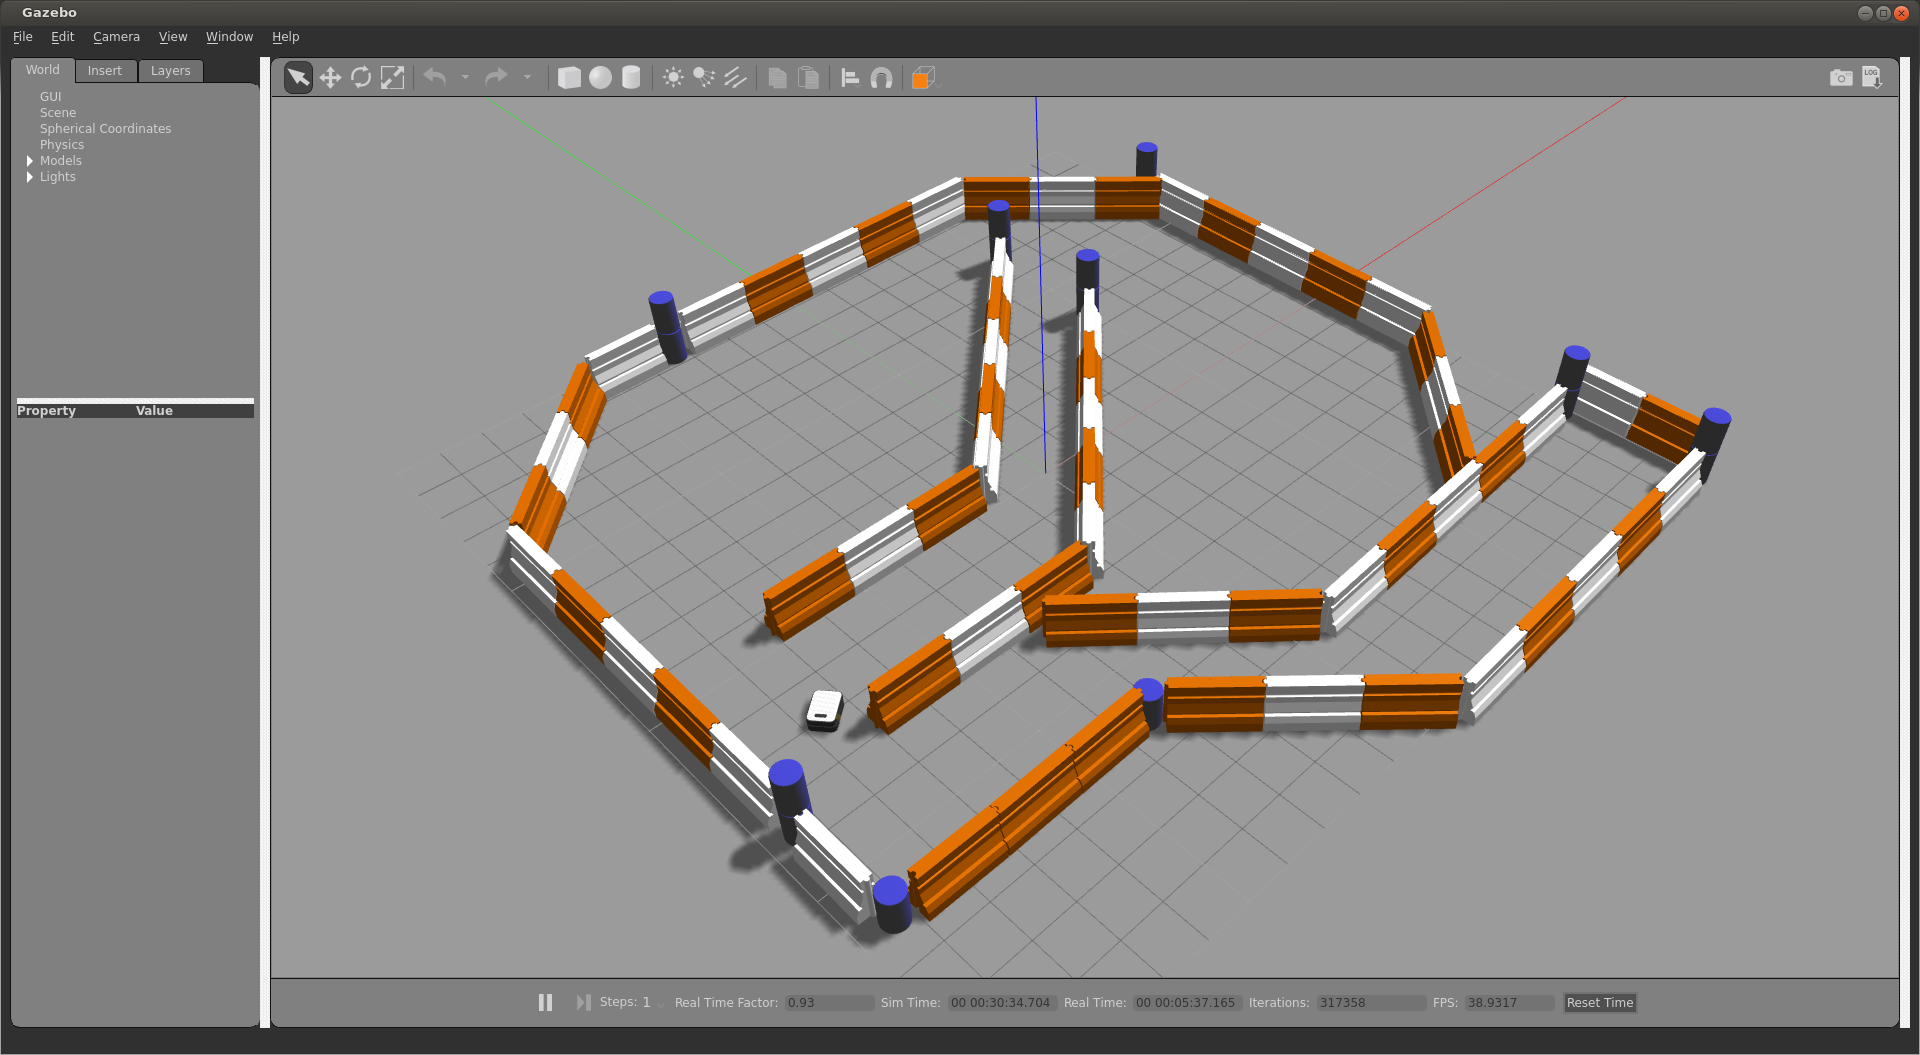 Gazebo
File Edit Camera View Window Help
World Insert Layers
LOG
GUI
Scene
Spherical Coordinates
Physics
Models
Lights
Property Value
Steps: 1 Real Time Factor: 0.93 Sim Time: 00 00:30:34.704 Real Time: 00 00:05:37.165 Iterations: 317358 FPS: 38.9317 Reset Time